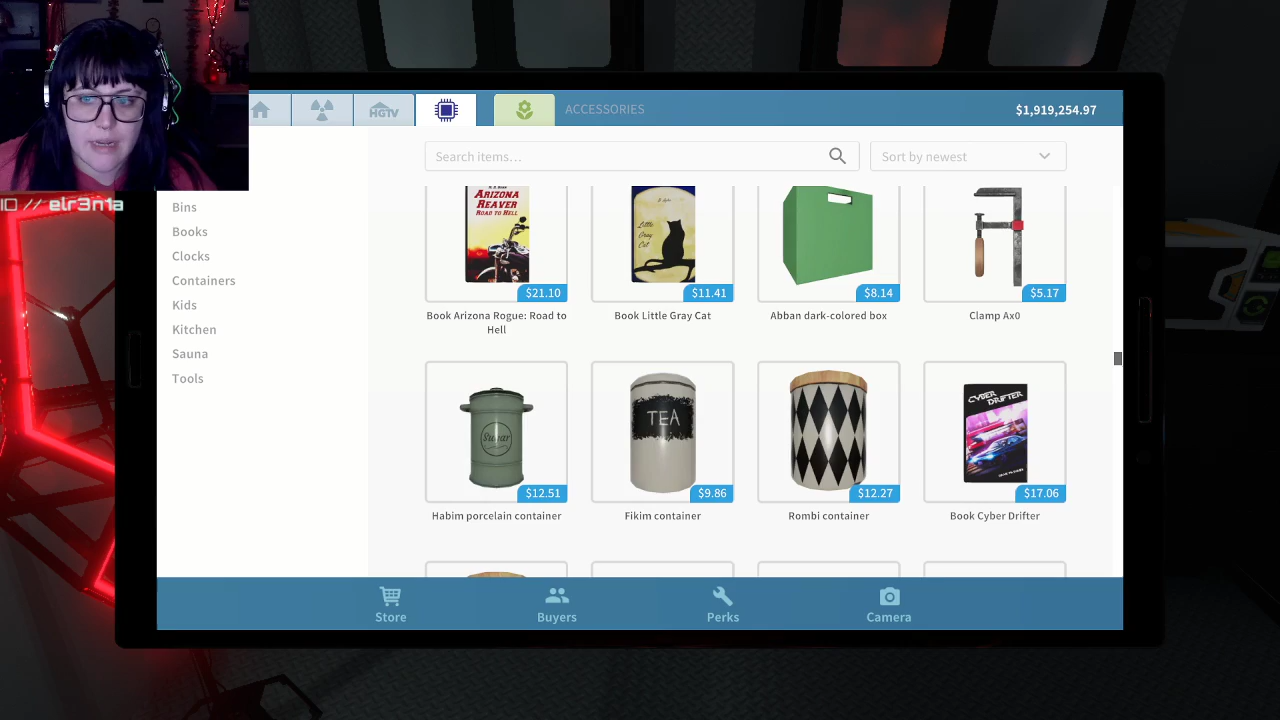 HGTV
ACCESSORIES
$1,919,254.97
Search items...
Sort by newest
// elr3n1a
Bins
Books
Clocks
Containers
Kids
Kitchen
Sauna
Tools
ARIZONA
REAVER
ROAD TO HELL
Little
Gray
Cat
$21.10
$11.41
$8.14
$5.17
Book Arizona Rogue: Road to
Hell
Book Little Gray Cat
Abban dark-colored box
Clamp Ax0
TEA
CYBER
DRIFTER
$12.51
$9.86
$12.27
$17.06
Habim porcelain container
Fikim container
Rombi container
Book Cyber Drifter
Store
Buyers
Perks
Camera